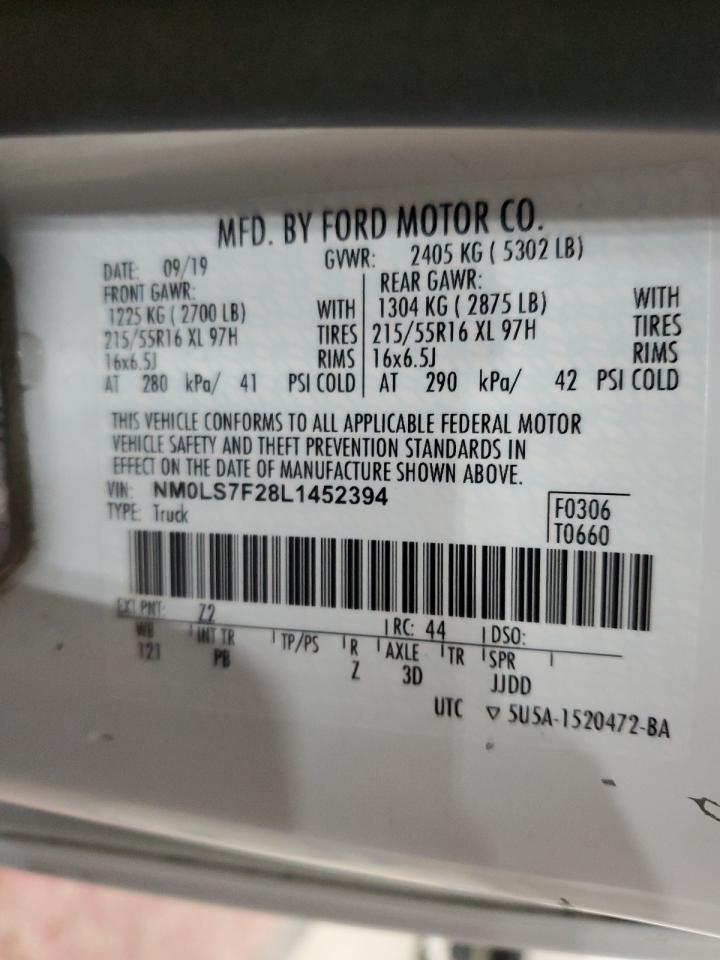 MFD. BY FORD MOTOR CO.
DATE: 09/19 GVWR: 2405 KG ( 5302 LB)
FRONT GAWR: REAR GAWR:
1225 KG ( 2700 LB) WITH 1304 KG ( 2875 LB) WITH
215/55R16 XL 97H TIRES 215/55R16 XL 97H TIRES
16x6.5J RIMS 16x6.5J RIMS
AT 280 kPa/ 41 PSI COLD AT 290 kPa/ 42 PSI COLD
THIS VEHICLE CONFORMS TO ALL APPLICABLE FEDERAL MOTOR
VEHICLE SAFETY AND THEFT PREVENTION STANDARDS IN
EFFECT ON THE DATE OF MANUFACTURE SHOWN ABOVE.
VIN: NM0LS7F28L1452394
TYPE: Truck
F0306
T0660
EXT PNT: Z2 RC: 44 DSO:
WB INT TR TP/PS R AXLE TR SPR
121 PB Z 3D JJDD
UTC ▽ 5U5A-1520472-BA